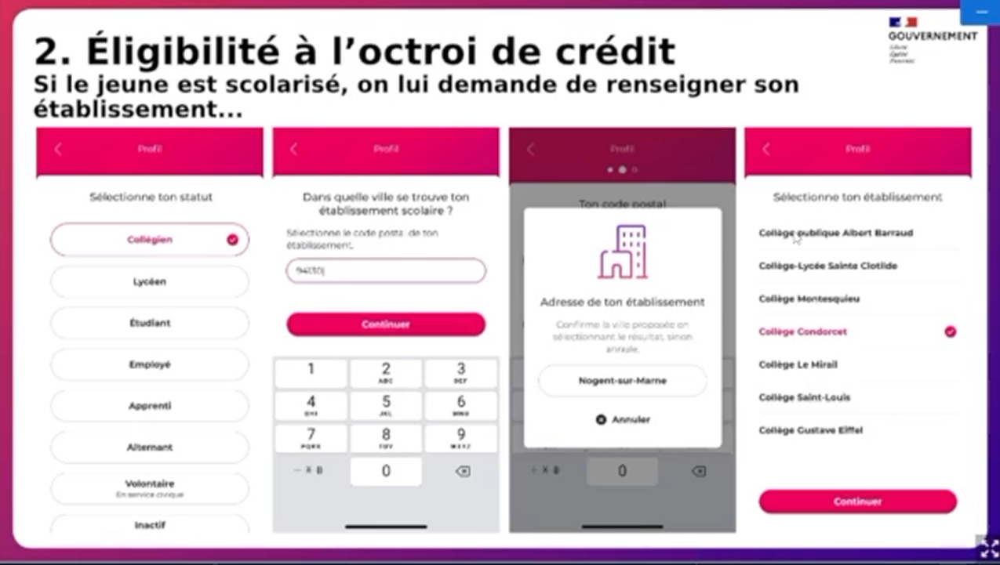 2. Éligibilité à l’octroi de crédit
Si le jeune est scolarisé, on lui demande de renseigner son
établissement...
GOUVERNEMENT
Liberté
Égalité
Fraternité
Profil
Sélectionne ton statut
Collégien
Lycéen
Étudiant
Employé
Apprenti
Alternant
Volontaire
En service civique
Inactif
Profil
Dans quelle ville se trouve ton
établissement scolaire ?
Sélectionne le code postal de ton
établissement.
94130
Continuer
1
2
ABC
3
DEF
4
GHI
5
JKL
6
MNO
7
PQRS
8
TUV
9
WXYZ
+ * #
0
Profil
Ton code postal
Adresse de ton établissement
Confirme la ville proposée en
sélectionnant le résultat, sinon
annule.
Nogent-sur-Marne
Annuler
+ * #
0
Profil
Sélectionne ton établissement
Collège publique Albert Barraud
Collège-Lycée Sainte Clotilde
Collège Montesquieu
Collège Condorcet
Collège Le Mirail
Collège Saint-Louis
Collège Gustave Eiffel
Continuer